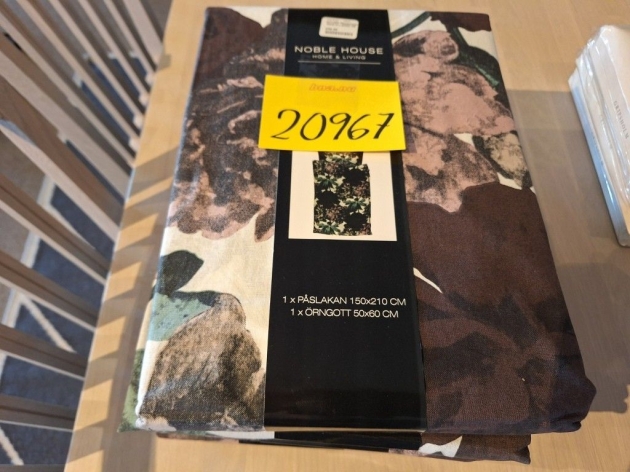 NOBLE HOUSE
HOME & LIVING
20967
1 x PÅSLAKAN 150x210 CM
1 x ÖRNGOTT 50x60 CM